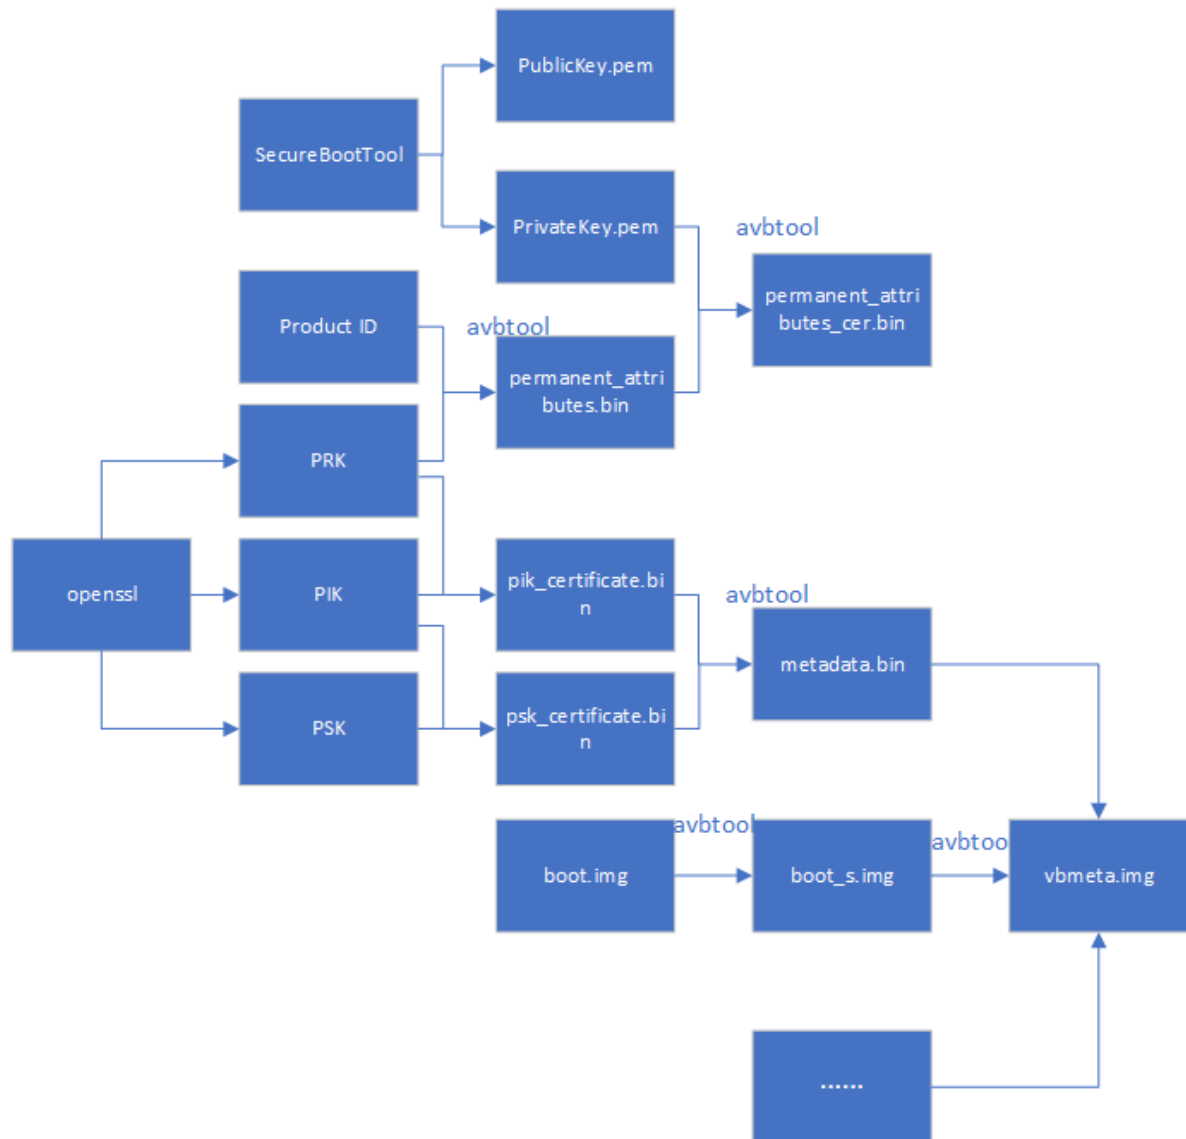 PublicKey.pem
SecureBootTool
PrivateKey.pem
avbtool
permanent_attri
butes_cer.bin
Product ID
avbtool
permanent_attri
butes.bin
PRK
openssl
PIK
pik_certificate.bi
n
avbtool
metadata.bin
PSK
psk_certificate.bi
n
boot.img
avbtool
boot_s.img
avbtool
vbmeta.img
......